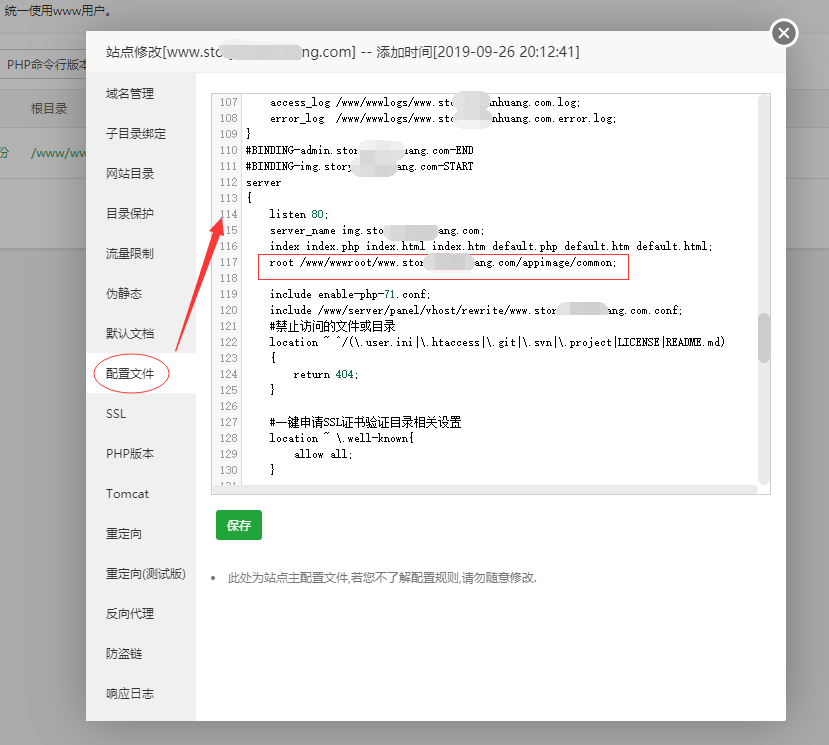 统一使用www用户。
PHP命令行版本
根目录
份
/www/ww
站点修改[www.sto ng.com] -- 添加时间[2019-09-26 20:12:41]
域名管理
子目录绑定
网站目录
目录保护
流量限制
伪静态
默认文档
配置文件
SSL
PHP版本
Tomcat
重定向
重定向(测试版)
反向代理
防盗链
响应日志
107 access_log /www/wwwlogs/www.sto nhuang.com.log;
108 error_log /www/wwwlogs/www.sto nhuang.com.error.log;
109 }
110 #BINDING-admin.stor uang.com-END
111 #BINDING-img.story ang.com-START
112 server
113 {
114 listen 80;
115 server_name img.sto ang.com;
116 index index.php index.html index.htm default.php default.htm default.html;
117 root /www/wwwroot/www.stor ang.com/appimage/common;
118
119 include enable-php-71.conf;
120 include /www/server/panel/vhost/rewrite/www.stor ang.com.conf;
121 #禁止访问的文件或目录
122 location ~ ^/(\.user.ini|\.htaccess|\.git|\.svn|\.project|LICENSE|README.md)
123 {
124 return 404;
125 }
126
127 #一键申请SSL证书验证目录相关设置
128 location ~ \.well-known{
129 allow all;
130 }
131
保存
此处为站点主配置文件,若您不了解配置规则,请勿随意修改.